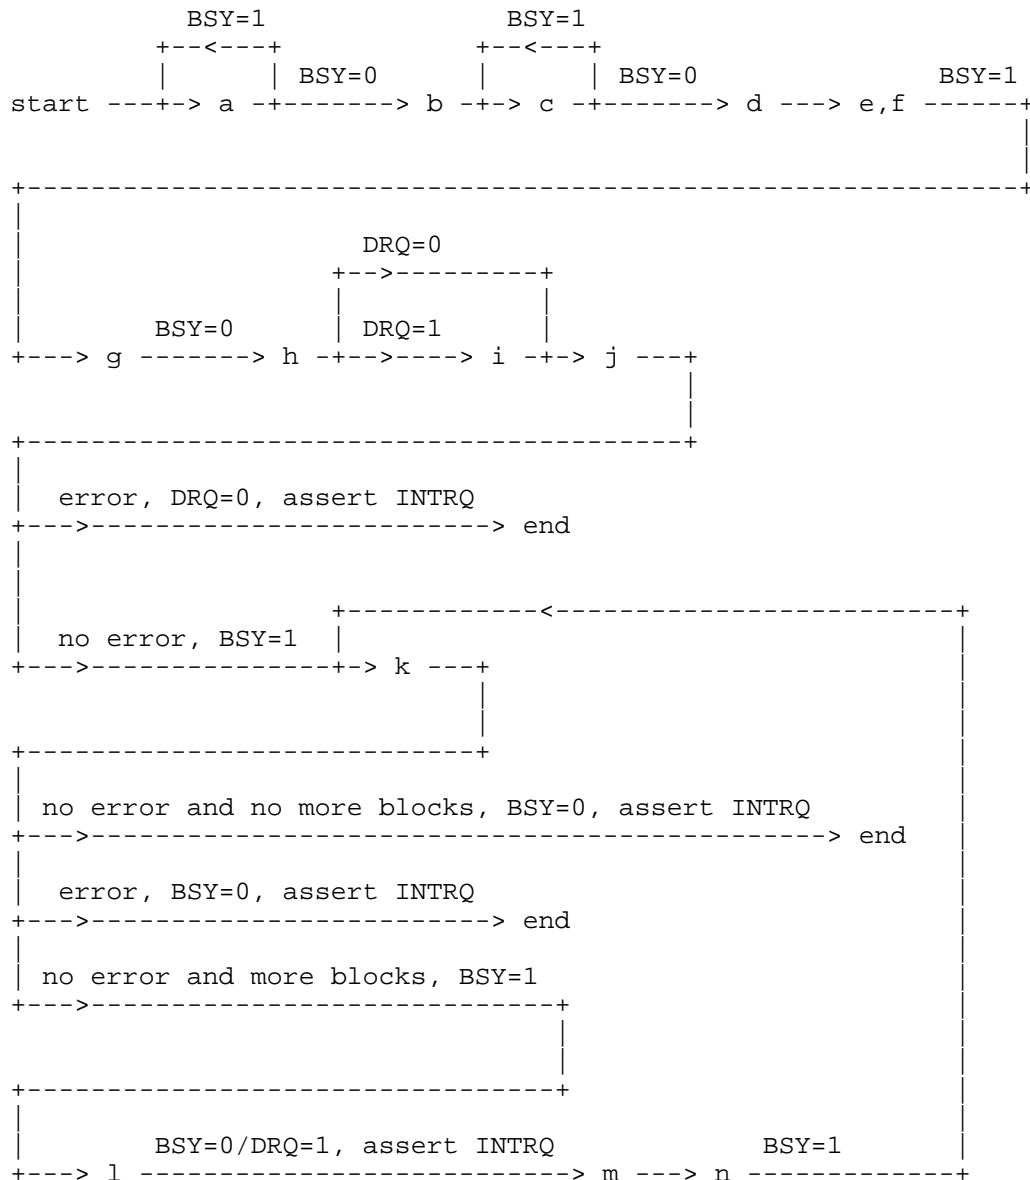 BSY=1 BSY=1
+--<---+ +--<---+
| | BSY=0 | | BSY=0 BSY=1
start ---+-> a -+-------> b -+-> c -+-------> d ---> e,f ------+
|
|
+----------------------------------------------------------------+
|
| DRQ=0
| +-->---------+
| | |
| BSY=0 | DRQ=1 |
+---> g -------> h -+-->----> i -+-> j ---+
|
|
+-------------------------------------------+
|
| error, DRQ=0, assert INTRQ
+--->--------------------------> end
|
|
| +------------<--------------------------+
| no error, BSY=1 | |
+--->----------------+-> k ---+ |
| |
| |
+-----------------------------+ |
| |
| no error and no more blocks, BSY=0, assert INTRQ |
+--->-----------------------------------------------> end |
| |
| error, BSY=0, assert INTRQ |
+--->--------------------------> end |
| |
| no error and more blocks, BSY=1 |
+--->------------------------------+ |
| |
| |
+----------------------------------+ |
| |
| BSY=0/DRQ=1, assert INTRQ BSY=1 |
+---> l ----------------------------> m ---> n --------------+